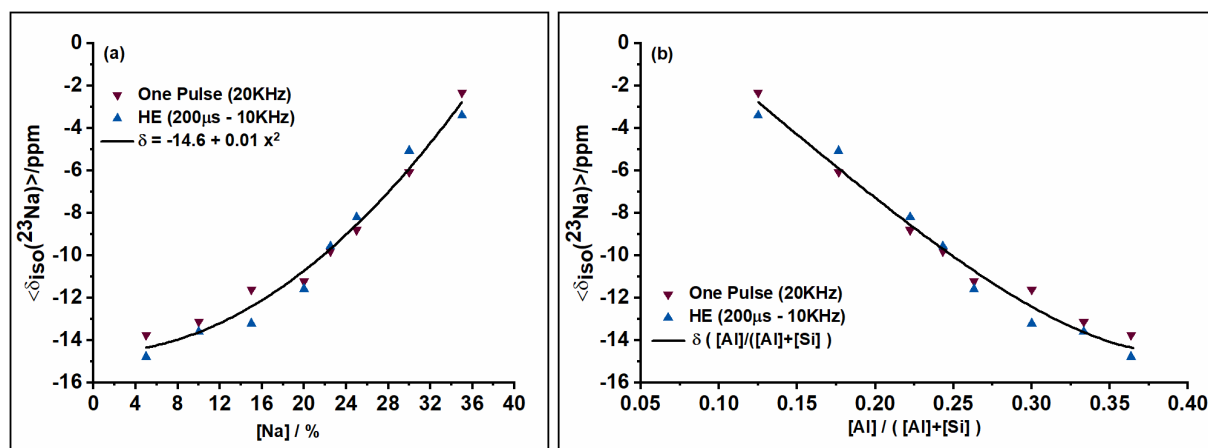 (a)
One Pulse (20KHz)
HE (200μs - 10KHz)
δ = -14.6 + 0.01 x²
<δiso(²³Na)>/ppm
0
-2
-4
-6
-8
-10
-12
-14
-16
0 4 8 12 16 20 24 28 32 36 40
[Na] / %
(b)
One Pulse (20KHz)
HE (200μs - 10KHz)
δ ( [Al]/([Al]+[Si] )
<δiso(²³Na)>/ppm
0
-2
-4
-6
-8
-10
-12
-14
-16
0.05 0.10 0.15 0.20 0.25 0.30 0.35 0.40
[Al] / ( [Al]+[Si] )